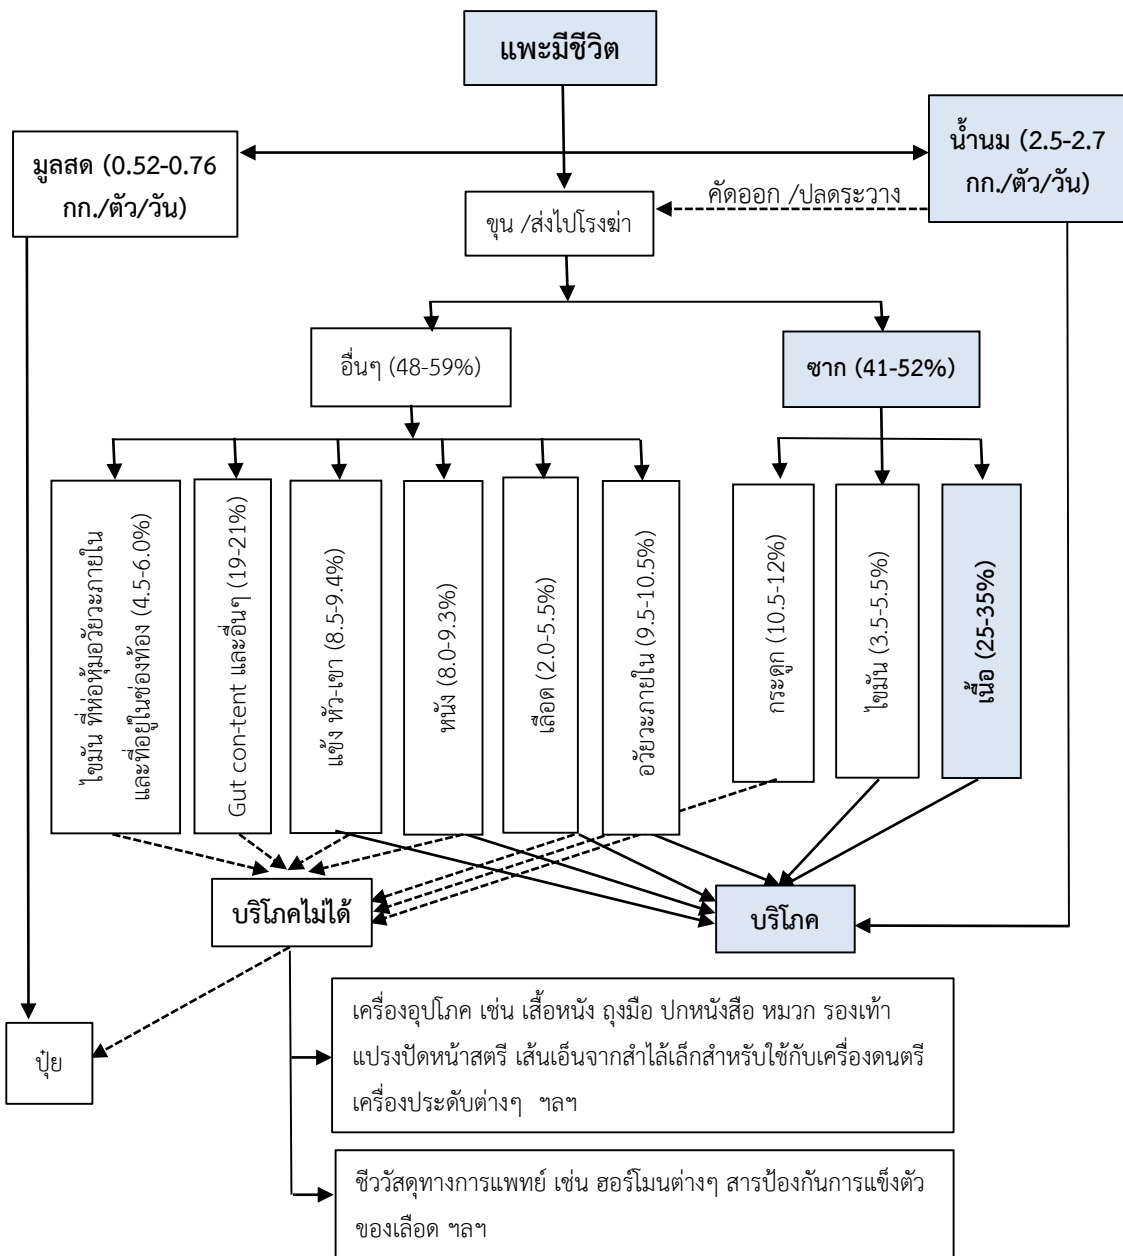 แพะมีชีวิต
มูลสด (0.52-0.76
กก./ตัว/วัน)
น้ำนม (2.5-2.7
กก./ตัว/วัน)
คัดออก /ปลดระวาง
ขุน /ส่งไปโรงฆ่า
อื่นๆ (48-59%)
ซาก (41-52%)
ไขมัน ที่ห่อหุ้มอวัยวะภายใน
และที่อยู่ในช่องท้อง (4.5-6.0%)
Gut con-tent และอื่นๆ (19-21%)
แข้ง หัว-เขา (8.5-9.4%)
หนัง (8.0-9.3%)
เลือด (2.0-5.5%)
อวัยวะภายใน (9.5-10.5%)
กระดูก (10.5-12%)
ไขมัน (3.5-5.5%)
เนื้อ (25-35%)
บริโภคไม่ได้
บริโภค
เครื่องอุปโภค เช่น เสื้อหนัง ถุงมือ ปกหนังสือ หมวก รองเท้า
แปรงปัดหน้าสตรี เส้นเอ็นจากสำไล้เล็กสำหรับใช้กับเครื่องดนตรี
เครื่องประดับต่างๆ ฯลฯ
ปุ๋ย
ชีววัสดุทางการแพทย์ เช่น ฮอร์โมนต่างๆ สารป้องกันการแข็งตัว
ของเลือด ฯลฯ